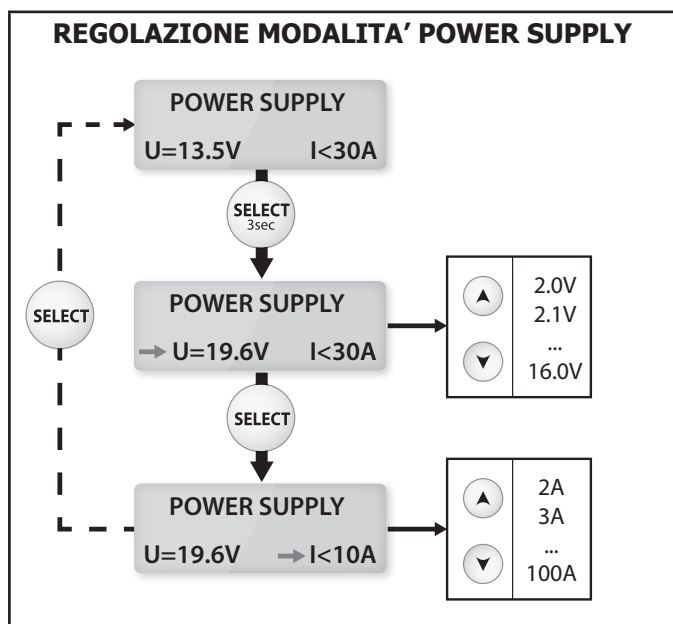 REGOLAZIONE MODALITA’ POWER SUPPLY
POWER SUPPLY
U=13.5V I<30A
SELECT
3sec
SELECT
POWER SUPPLY
U=19.6V I<30A
2.0V
2.1V
...
16.0V
SELECT
POWER SUPPLY
U=19.6V I<10A
2A
3A
...
100A